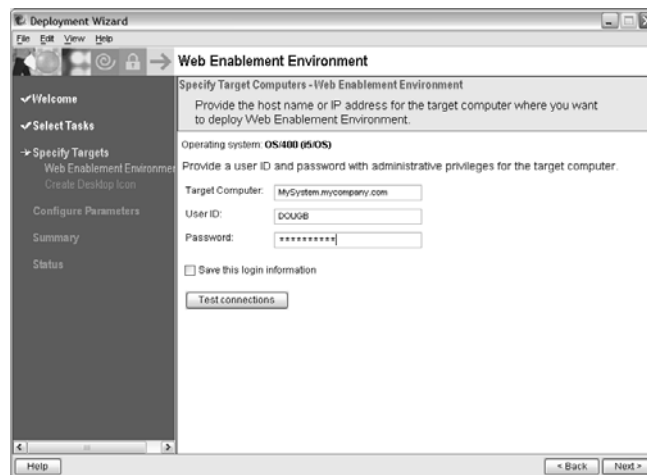 Deployment Wizard
File Edit View Help
Web Enablement Environment
Welcome
Select Tasks
Specify Targets
Web Enablement Environmen
Create Desktop Icon
Configure Parameters
Summary
Status
Specify Target Computers - Web Enablement Environment
Provide the host name or IP address for the target computer where you want
to deploy Web Enablement Environment.
Operating system: OS/400 (i5/OS)
Provide a user ID and password with administrative privileges for the target computer.
Target Computer: MySystem.mycompany.com
User ID: DOUGB
Password: **********
Save this login information
Test connections
Help
< Back Next >